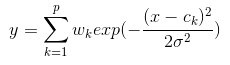 y = \sum_{k=1}^{p} w_k exp(-\frac{(x - c_k)^2}{2\sigma^2})